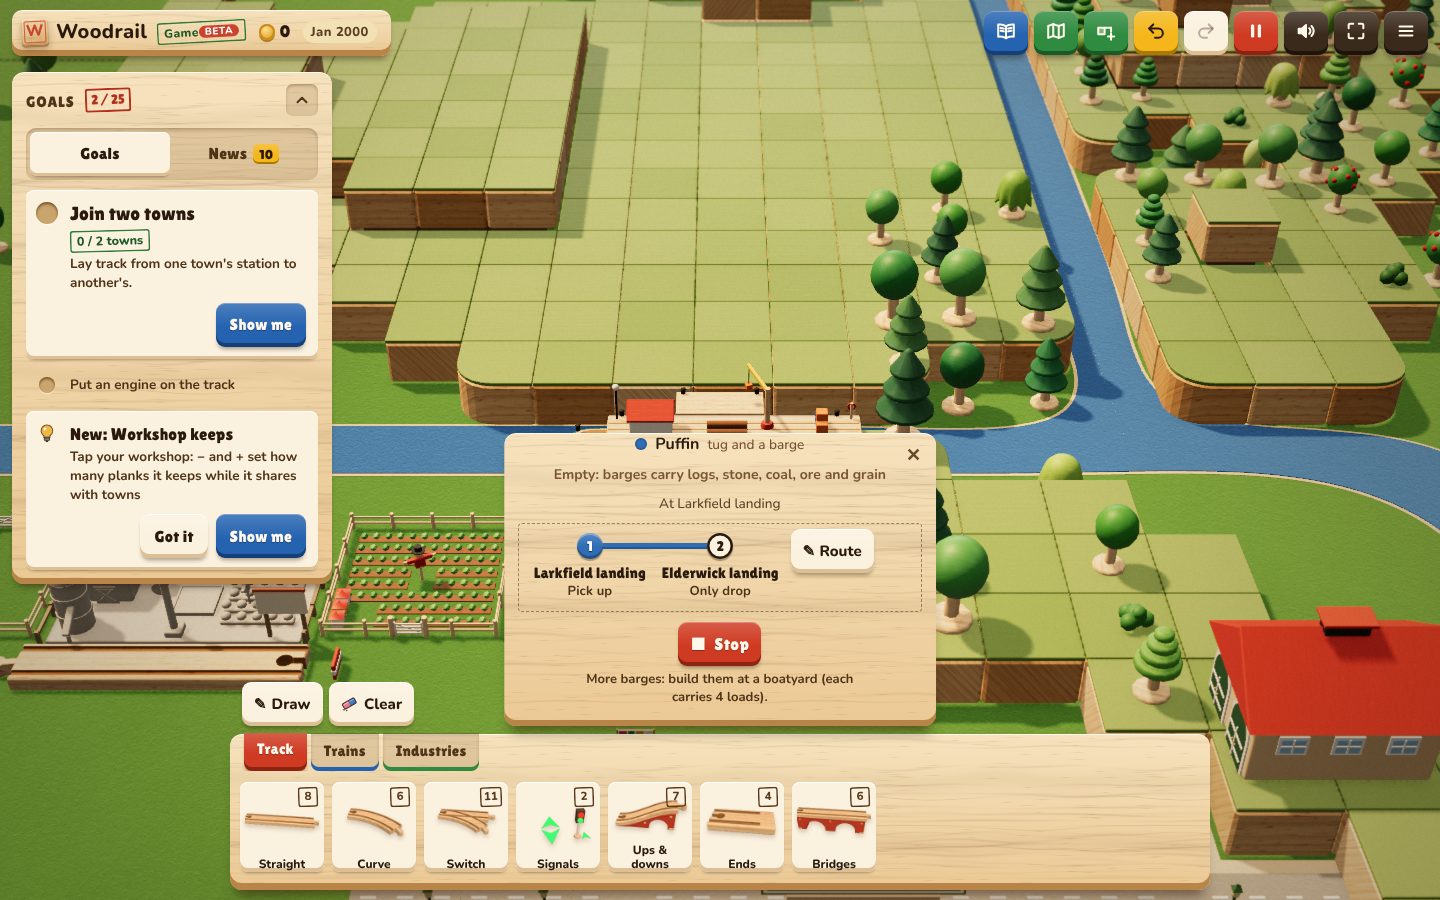 W Woodrail Game BETA 0 Jan 2000
GOALS 2 / 25
Goals News 10
Join two towns
0 / 2 towns
Lay track from one town's station to
another's.
Show me
Put an engine on the track
New: Workshop keeps
Tap your workshop: – and + set how
many planks it keeps while it shares
with towns
Got it Show me
Puffin tug and a barge
Empty: barges carry logs, stone, coal, ore and grain
At Larkfield landing
1 2
Route
Larkfield landing Elderwick landing
Pick up Only drop
Stop
More barges: build them at a boatyard (each
carries 4 loads).
Draw Clear
Track Trains Industries
8 6 11 2 7 4 6
Straight Curve Switch Signals Ups &
downs Ends Bridges